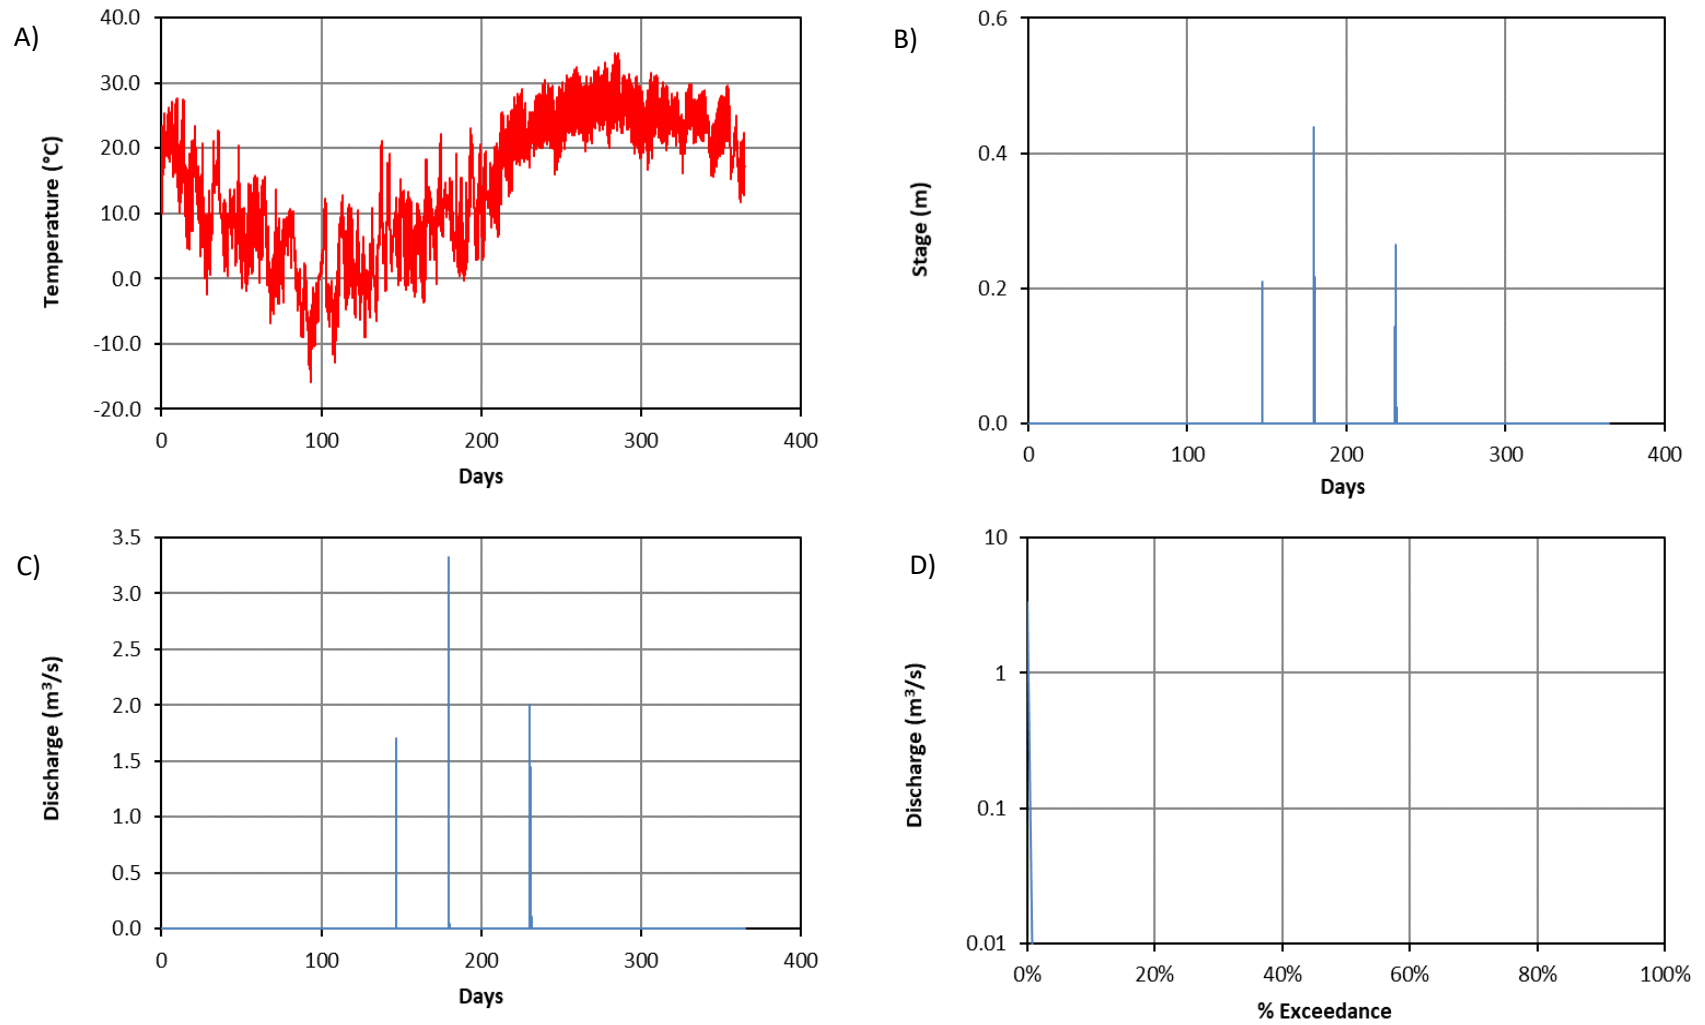 A)
40.0
30.0
20.0
10.0
0.0
-10.0
-20.0
Temperature (°C)
0 100 200 300 400
Days
B)
0.6
0.4
0.2
0.0
Stage (m)
0 100 200 300 400
Days
C)
3.5
3.0
2.5
2.0
1.5
1.0
0.5
0.0
Discharge (m³/s)
0 100 200 300 400
Days
D)
10
1
0.1
0.01
Discharge (m³/s)
0% 20% 40% 60% 80% 100%
% Exceedance